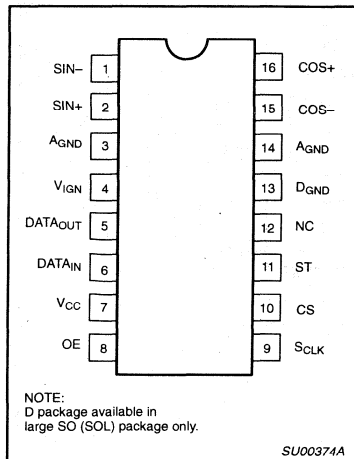 SIN– 1 16 COS+
SIN+ 2 15 COS–
AGND 3 14 AGND
VIGN 4 13 DGND
DATAOUT 5 12 NC
DATAIN 6 11 ST
VCC 7 10 CS
OE 8 9 SCLK
NOTE:
D package available in
large SO (SOL) package only.
SU00374A